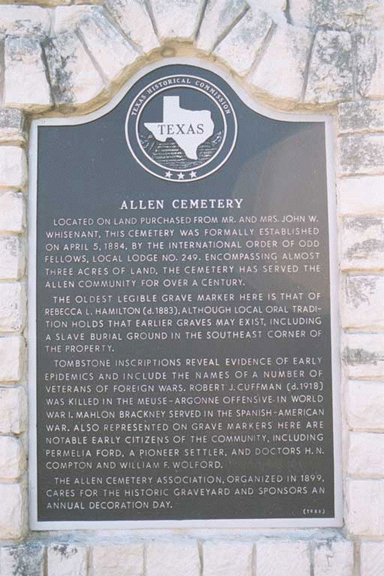 TEXAS HISTORICAL COMMISSION
TEXAS
ALLEN CEMETERY
LOCATED ON LAND PURCHASED FROM MR. AND MRS. JOHN W.
WHISENANT, THIS CEMETERY WAS FORMALLY ESTABLISHED
ON APRIL 5, 1884, BY THE INTERNATIONAL ORDER OF ODD
FELLOWS, LOCAL LODGE NO. 249. ENCOMPASSING ALMOST
THREE ACRES OF LAND, THE CEMETERY HAS SERVED THE
ALLEN COMMUNITY FOR OVER A CENTURY.
THE OLDEST LEGIBLE GRAVE MARKER HERE IS THAT OF
REBECCA L. HAMILTON (d.1883), ALTHOUGH LOCAL ORAL TRADI-
TION HOLDS THAT EARLIER GRAVES MAY EXIST, INCLUDING
A SLAVE BURIAL GROUND IN THE SOUTHEAST CORNER OF
THE PROPERTY.
TOMBSTONE INSCRIPTIONS REVEAL EVIDENCE OF EARLY
EPIDEMICS AND INCLUDE THE NAMES OF A NUMBER OF
VETERANS OF FOREIGN WARS. ROBERT J. CUFFMAN (d.1918)
WAS KILLED IN THE MEUSE-ARGONNE OFFENSIVE IN WORLD
WAR I. MAHLON BRACKNEY SERVED IN THE SPANISH-AMERICAN
WAR. ALSO REPRESENTED ON GRAVE MARKERS HERE ARE
NOTABLE EARLY CITIZENS OF THE COMMUNITY, INCLUDING
PERMELIA FORD, A PIONEER SETTLER, AND DOCTORS H. N.
COMPTON AND WILLIAM F. WOLFORD.
THE ALLEN CEMETERY ASSOCIATION, ORGANIZED IN 1899,
CARES FOR THE HISTORIC GRAVEYARD AND SPONSORS AN
ANNUAL DECORATION DAY.